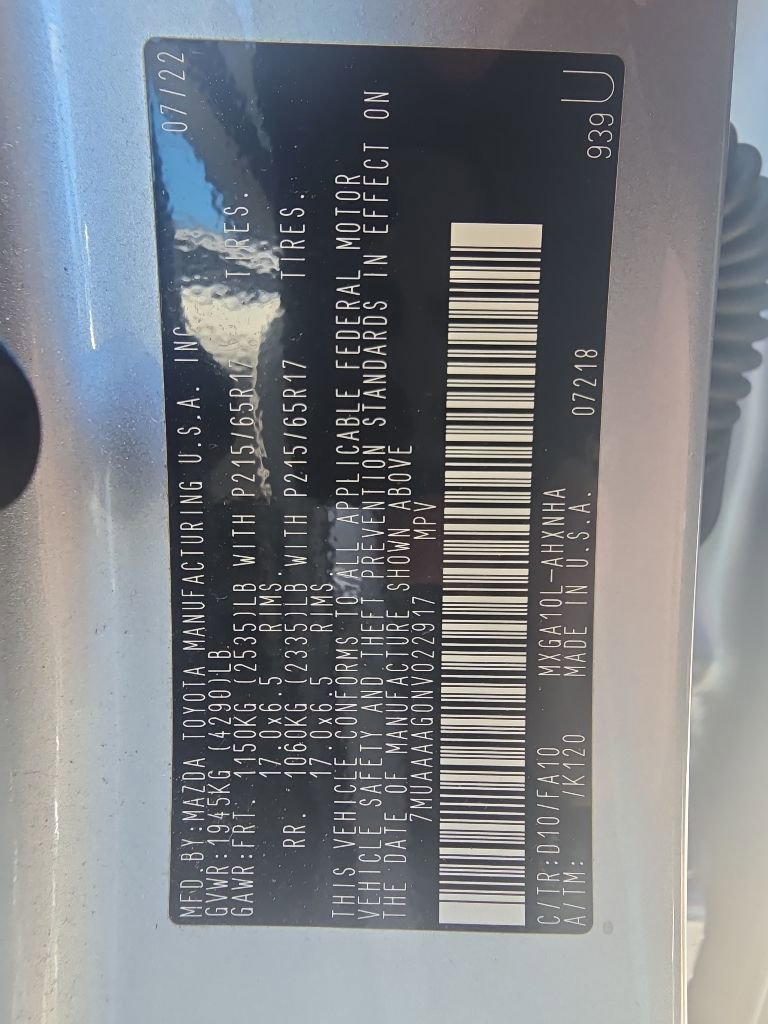 MFD.BY:MAZDA TOYOTA MANUFACTURING U.S.A. INC. 07/22
GVWR:1945KG (4290)LB
GAWR:FRT. 1150KG (2535)LB WITH P215/65R17 TIRES.
17.0x6.5 RIMS.
RR. 1060KG (2335)LB WITH P215/65R17 TIRES.
17.0x6.5 RIMS.
THIS VEHICLE CONFORMS TO ALL APPLICABLE FEDERAL MOTOR
VEHICLE SAFETY AND THEFT PREVENTION STANDARDS IN EFFECT ON
THE DATE OF MANUFACTURE SHOWN ABOVE
7MUAAAAG0NV022917 MPV
C/TR:D10/FA10 MXGA10L-AHXNHA 07218 939U
A/TM: /K120 MADE IN U.S.A.